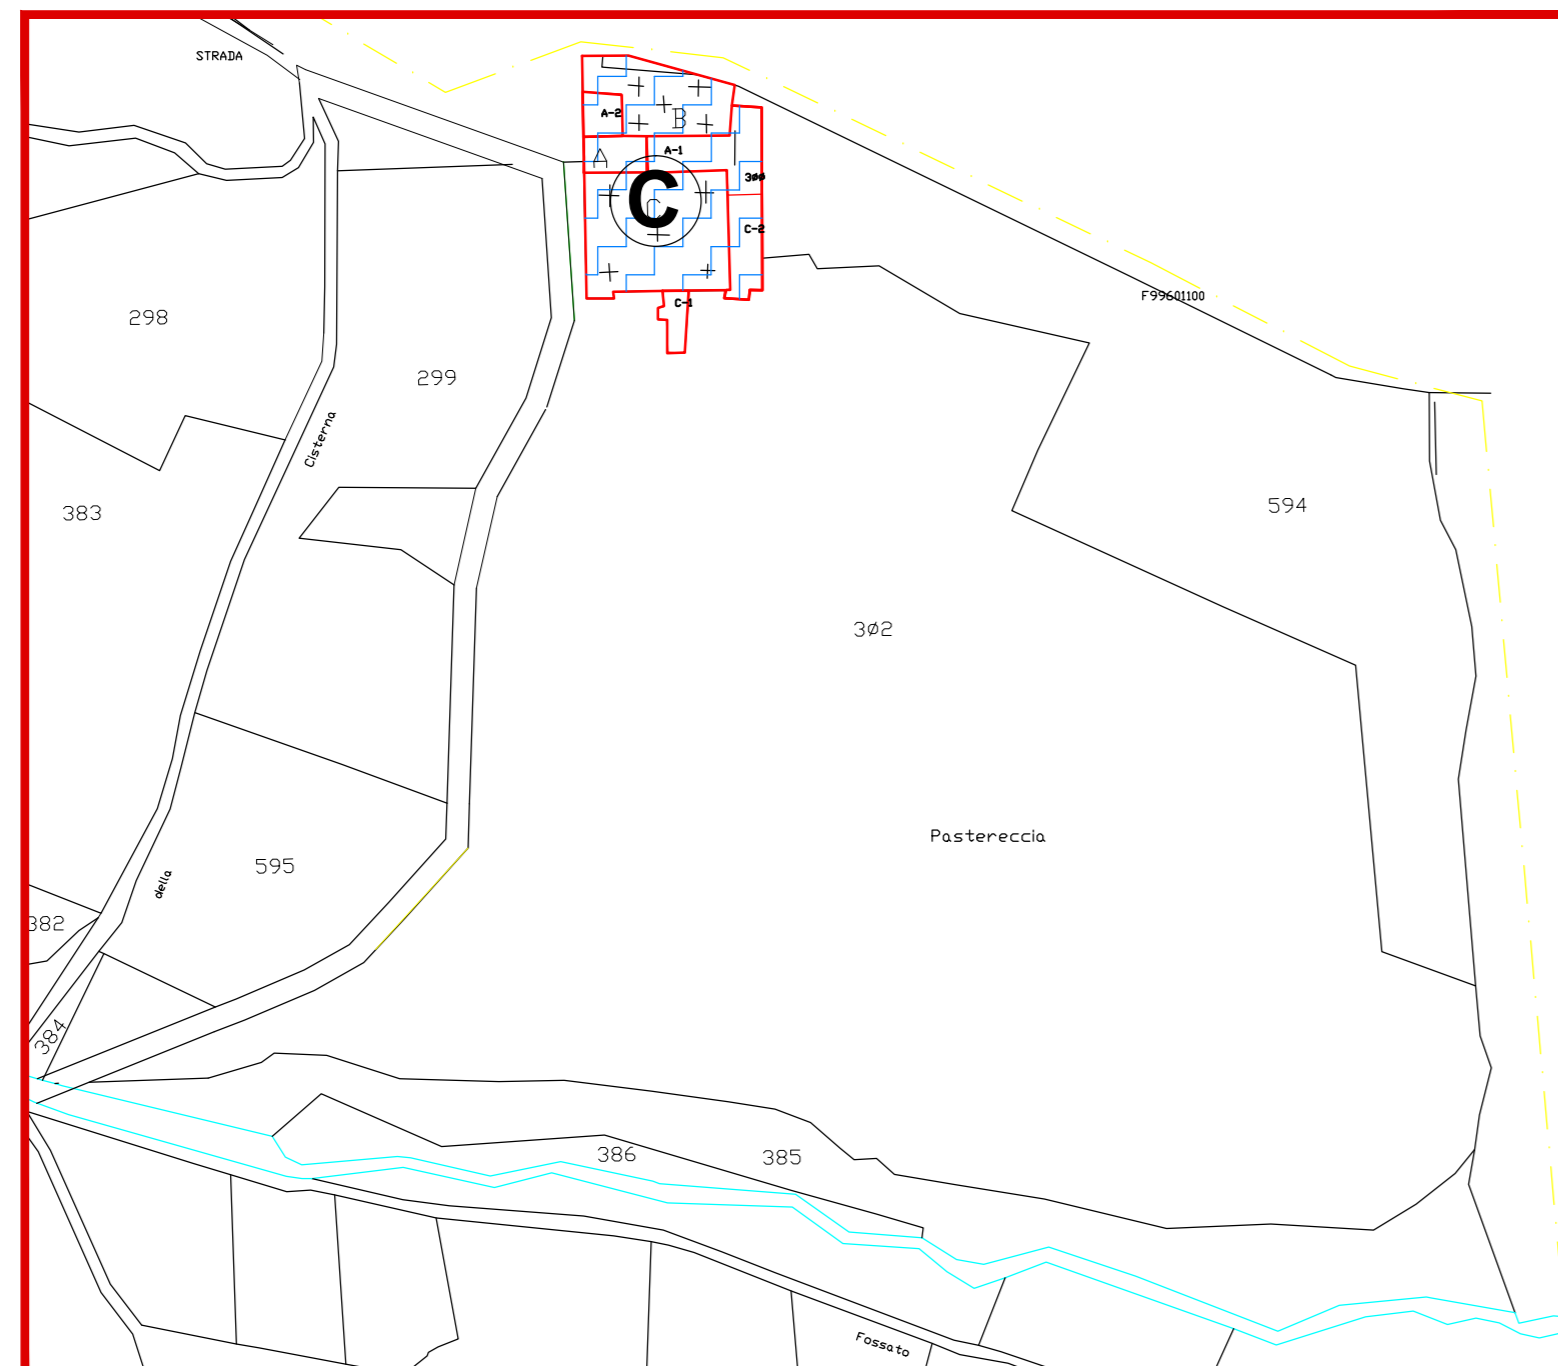 STRADA
A-2
B
A
A-1
3ØØ
C
C
C-2
C-1
F99601100
298
299
Cisterna
383
594
3Ø2
Pastereccia
595
della
382
384
386
385
Fossato